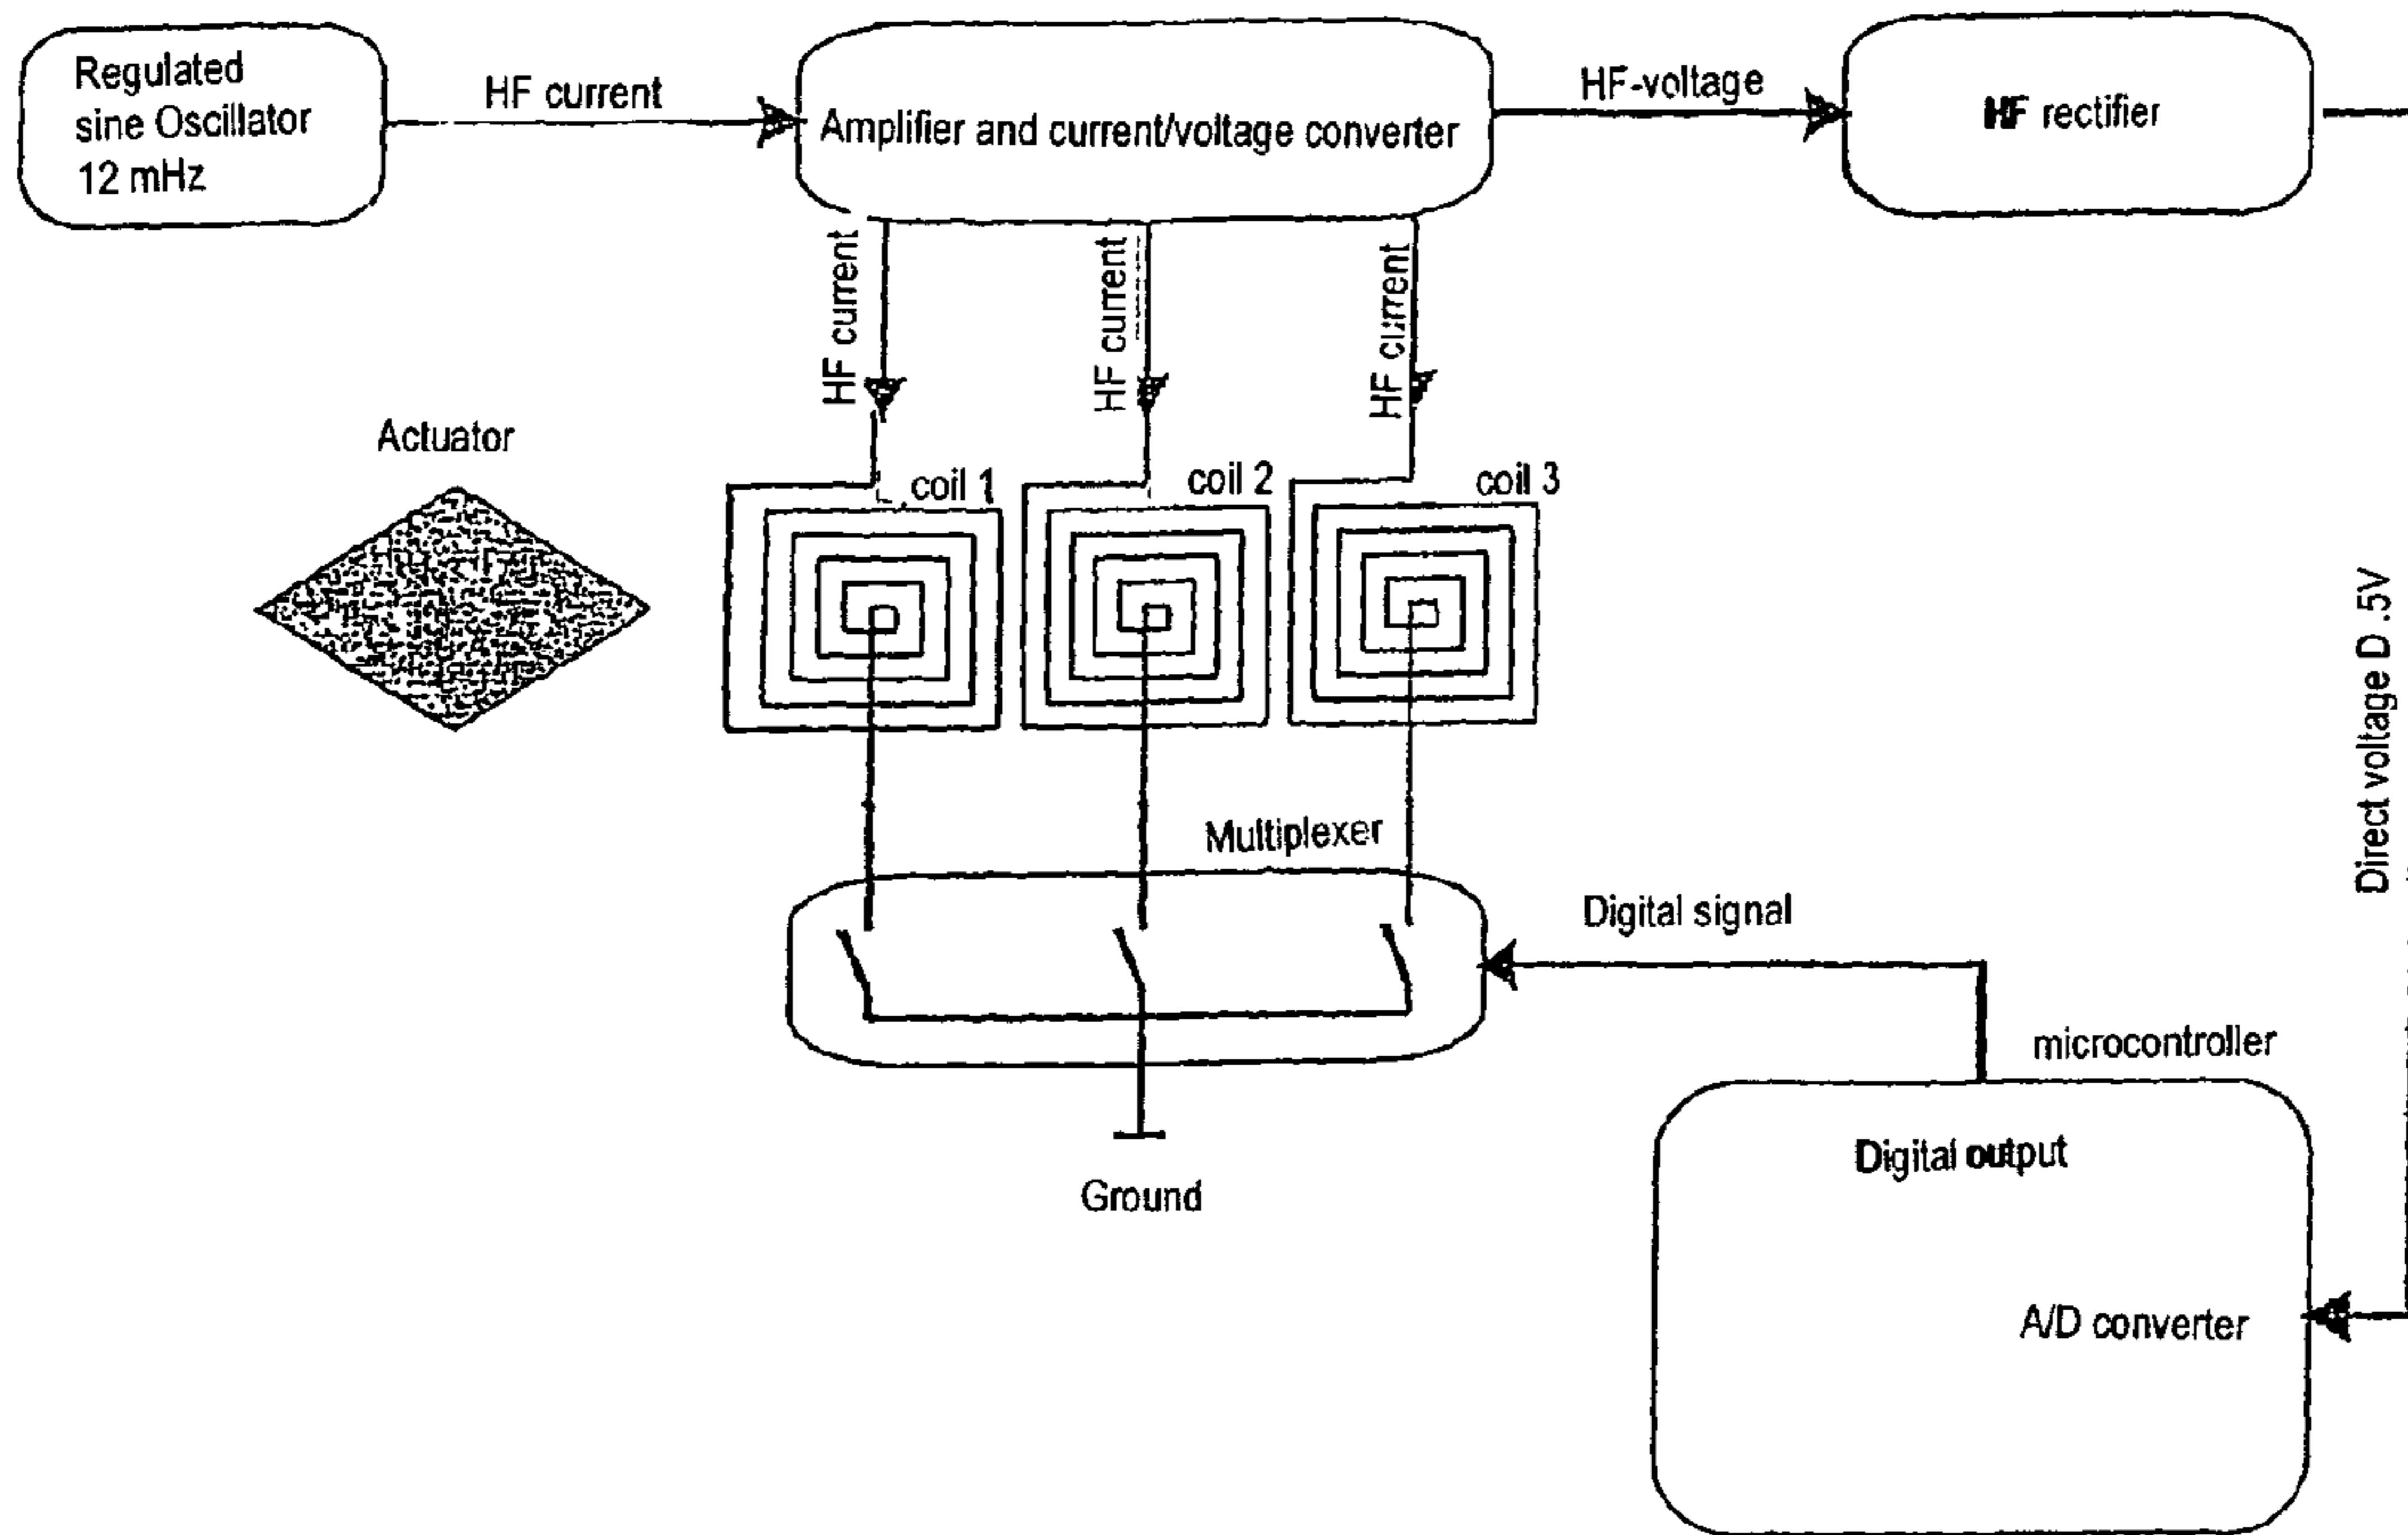 Regulated
sine Oscillator
12 mHz
HF current
Amplifier and current/voltage converter
HF-voltage
HF rectifier
HF current
HF current
HF current
Actuator
coil 1
coil 2
coil 3
Direct voltage D .5V
Multiplexer
Digital signal
microcontroller
Digital output
A/D converter
Ground